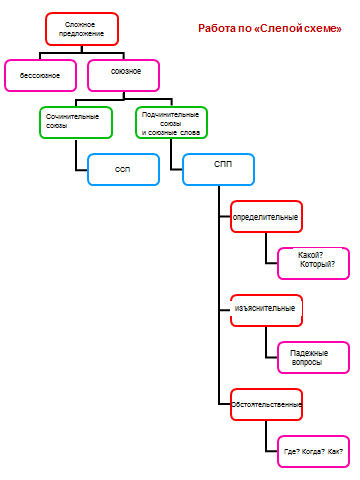 Работа по «Слепой схеме»
Сложное
предложение
бессоюзное
союзное
Сочинительные
союзы
Подчинительные
союзы
и союзные слова
ССП
СПП
определительные
Какой?
Который?
изъяснительные
Падежные
вопросы
Обстоятельственные
Где? Когда? Как?